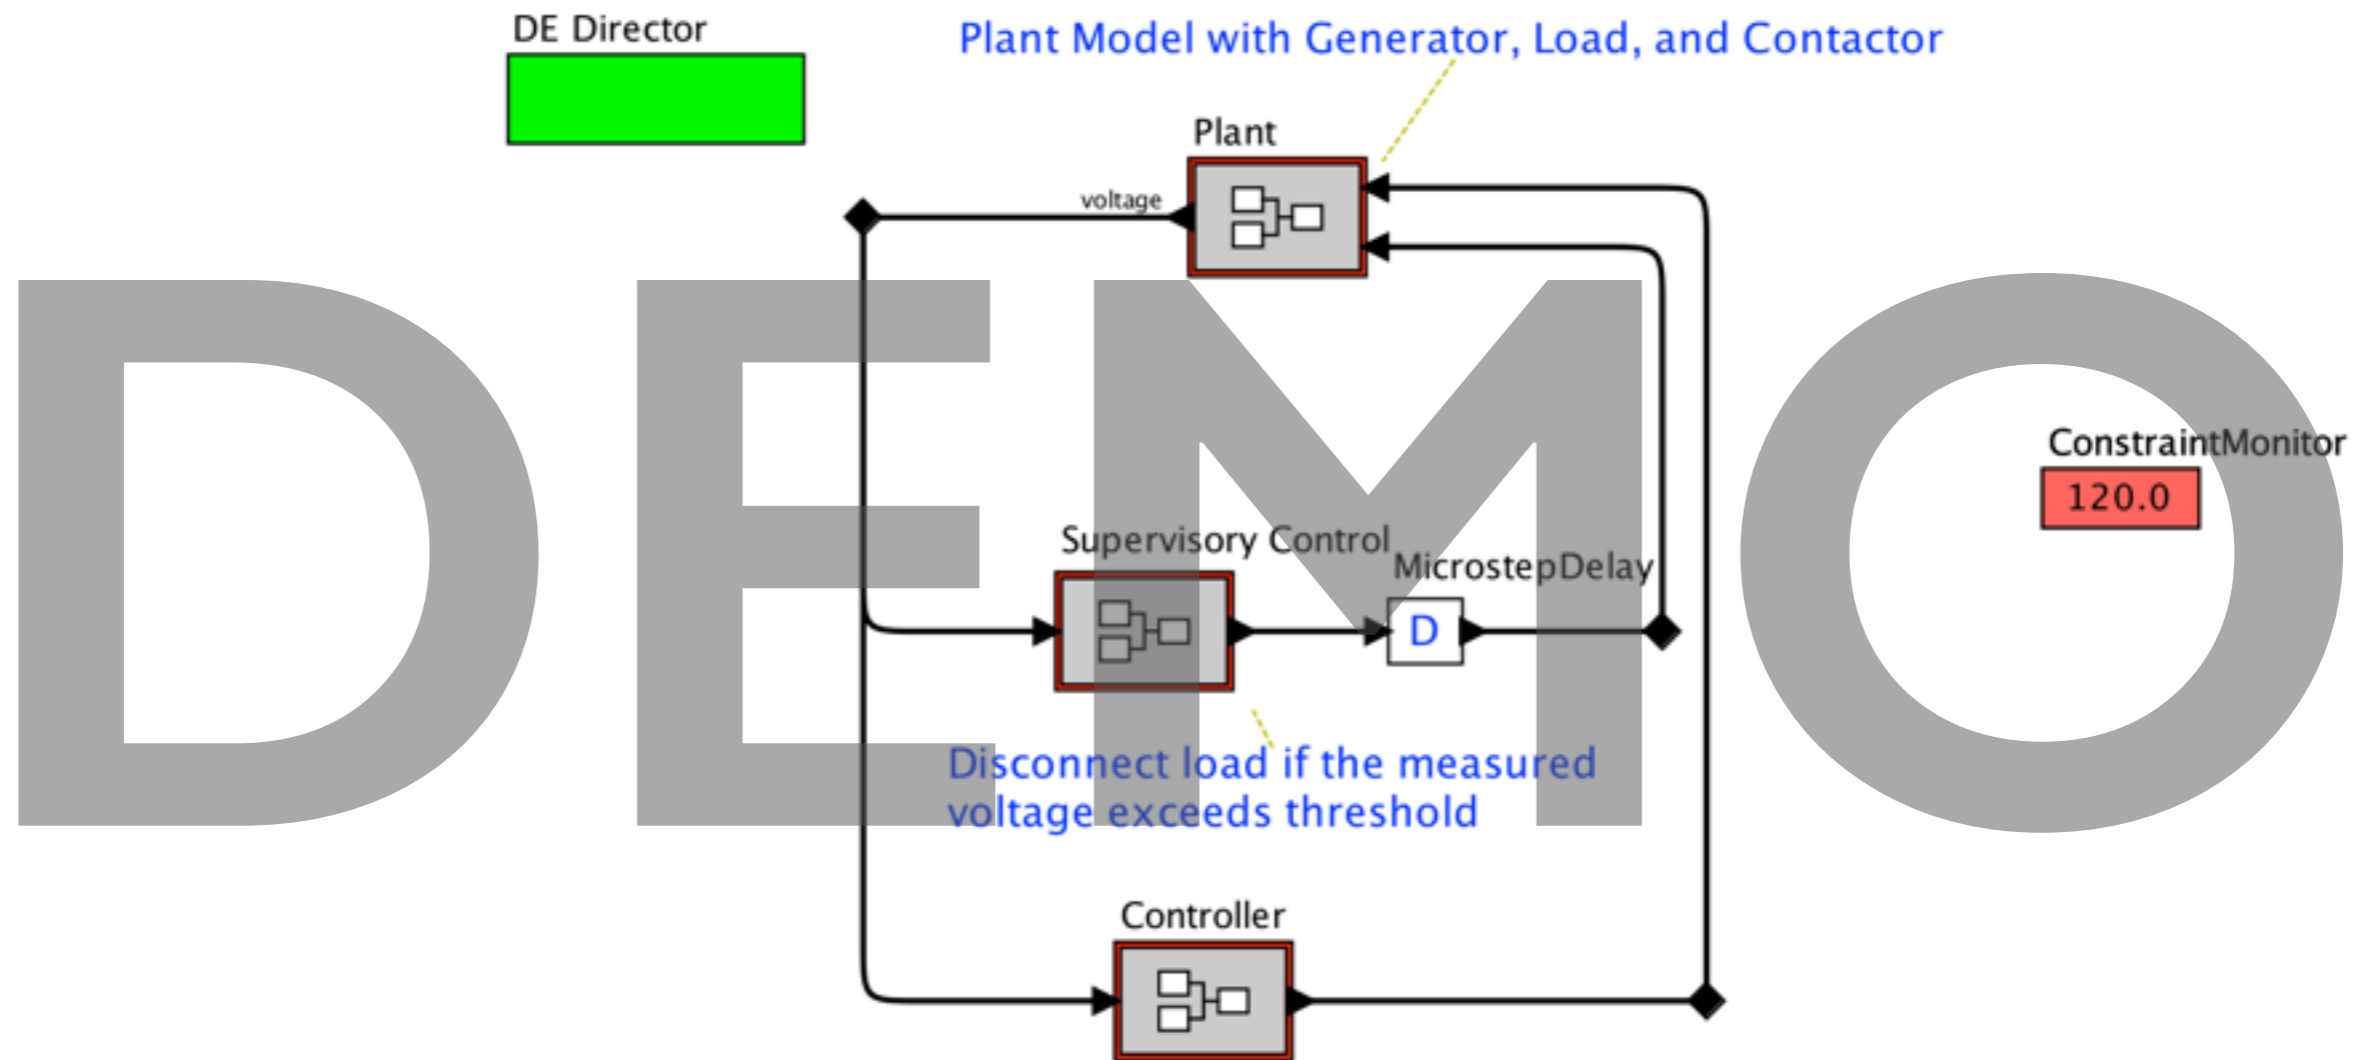 DE Director
Plant Model with Generator, Load, and Contactor
Plant
voltage
DEMO
ConstraintMonitor
120.0
Supervisory Control
MicrostepDelay
D
Disconnect load if the measured
voltage exceeds threshold
Controller